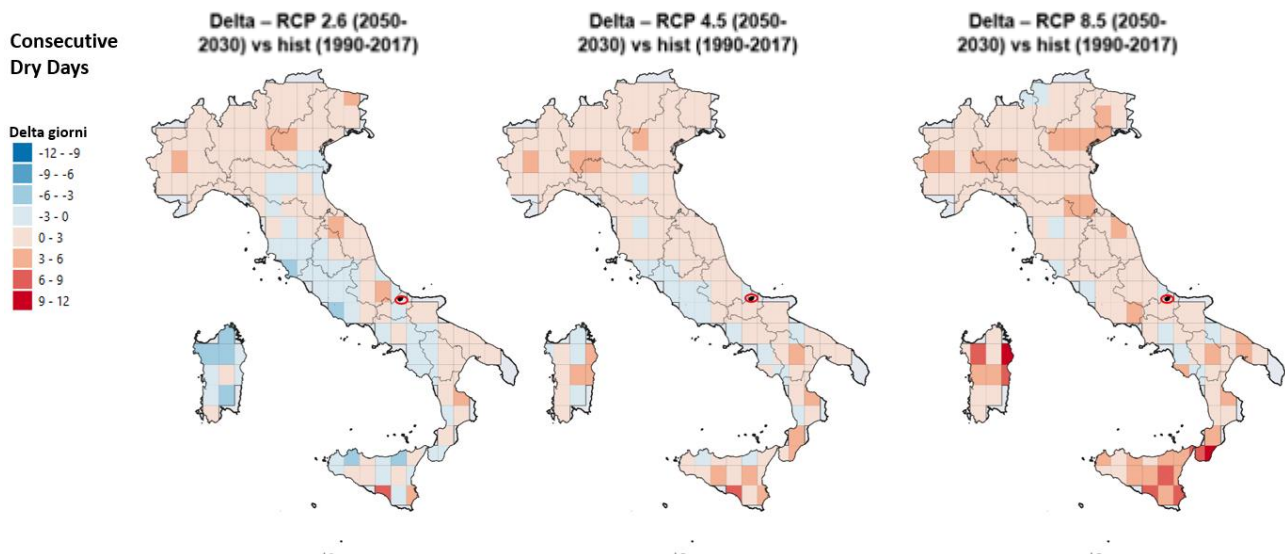 Consecutive
Dry Days
Delta giorni
-12 - -9
-9 - -6
-6 - -3
-3 - 0
0 - 3
3 - 6
6 - 9
9 - 12
Delta – RCP 2.6 (2050-
2030) vs hist (1990-2017)
Delta – RCP 4.5 (2050-
2030) vs hist (1990-2017)
Delta – RCP 8.5 (2050-
2030) vs hist (1990-2017)